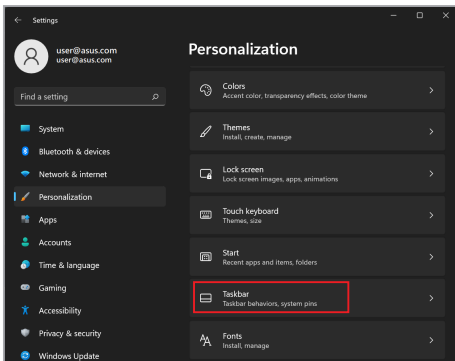 Settings
user@asus.com
user@asus.com
Find a setting
System
Bluetooth & devices
Network & internet
Personalization
Apps
Accounts
Time & language
Gaming
Accessibility
Privacy & security
Windows Update
Personalization
Colors
Accent color, transparency effects, color theme
Themes
Install, create, manage
Lock screen
Lock screen images, apps, animations
Touch keyboard
Themes, size
Start
Recent apps and items, folders
Taskbar
Taskbar behaviors, system pins
Fonts
Install, manage